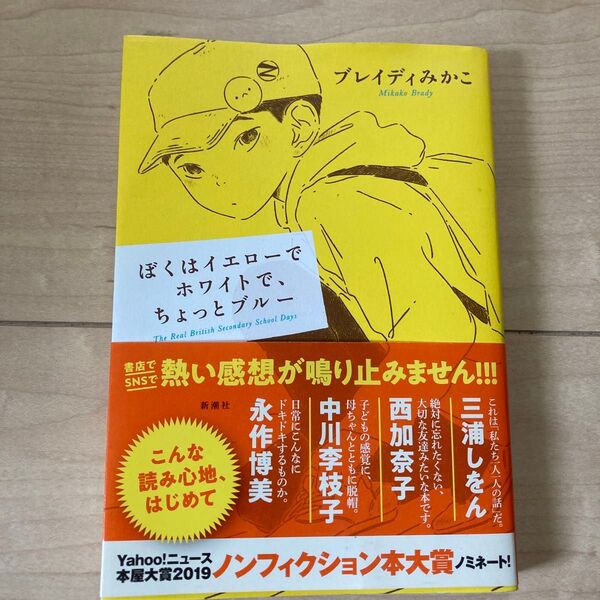 ブレイディみかこ
Mikako Brady
ぼくはイエローで
ホワイトで、
ちょっとブルー
The Real British Secondary School Days
書店で
SNSで
熱い感想が鳴り止みません!!!
新潮社
これは「私たち一人一人の話」だ。
三浦しをん
絶対に忘れたくない、
大切な友達みたいな本です。
西加奈子
子どもの感覚に、
母ちゃんとともに脱帽。
中川李枝子
日常にこんなに
ドキドキするものか。
永作博美
こんな
読み心地、
はじめて
Yahoo!ニュース
本屋大賞2019
ノンフィクション本大賞ノミネート!